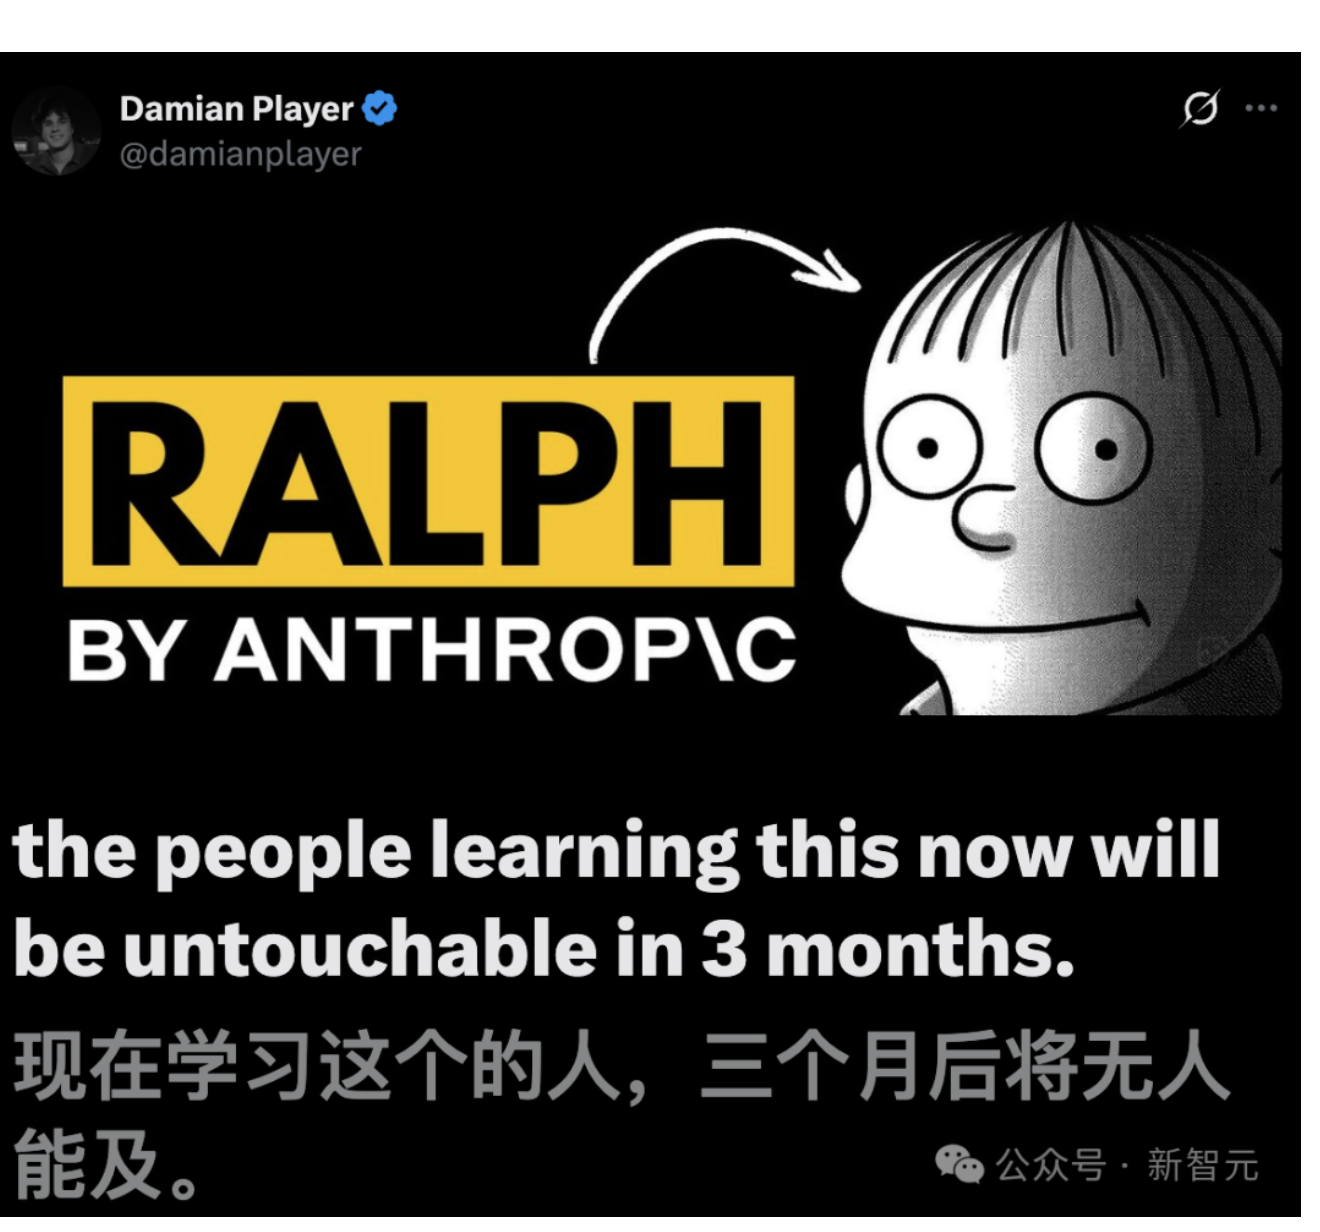 Damian Player
@damianplayer
RALPH
BY ANTHROP\C
the people learning this now will
be untouchable in 3 months.
现在学习这个的人，三个月后将无人
能及。
公众号 · 新智元